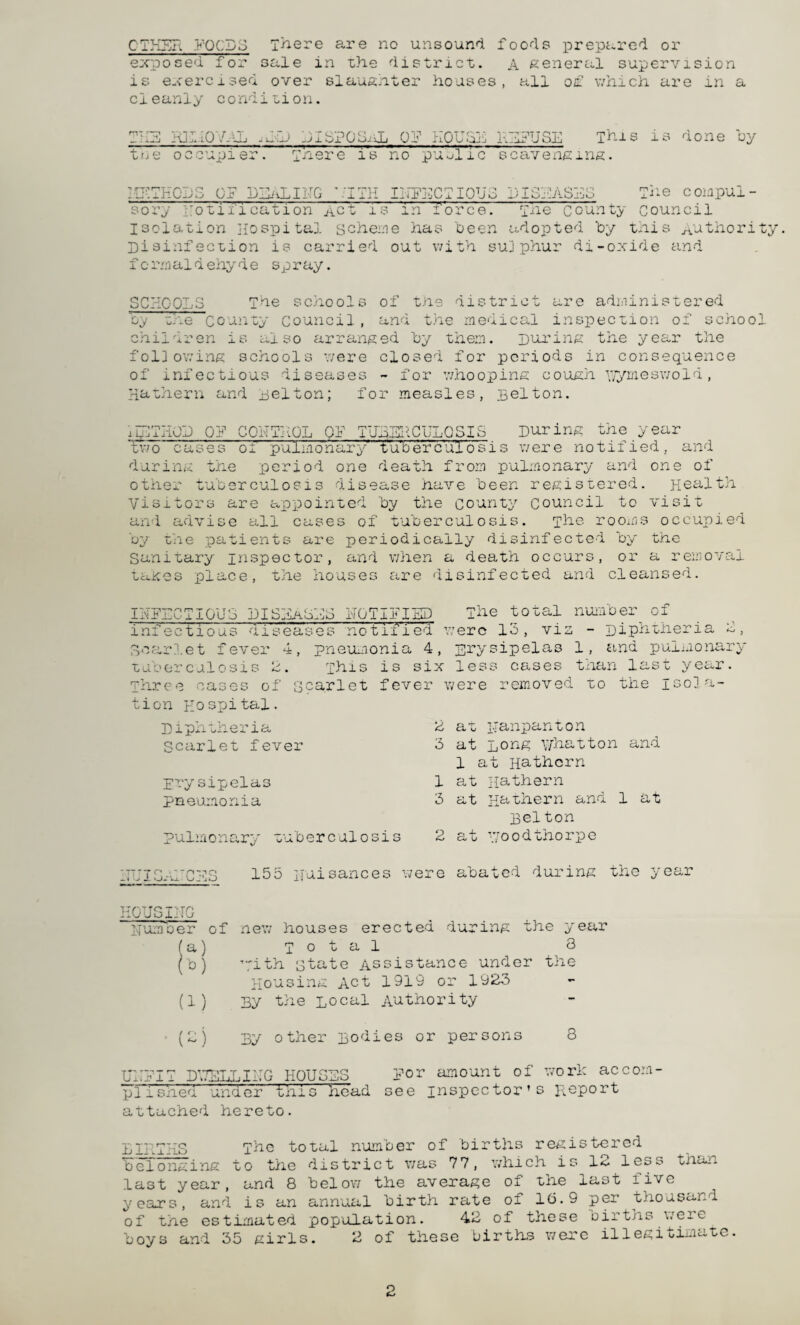 OTHER FOODS There are no unsound foods prepared or
exposed for sale in the district. A general supervision
is exercised over slaughter houses, all of which are in a
cleanly condition.
THE REMOVAL AND DISPOSAL OF HOUSE REFUSE This is done by
the occupier. There is no public scavenging.
METHODS OF DEALING WITH INFECTIOUS DISEASES The compul-
sory Notification Act is in force. The County Council
Isolation Hospital Scheme has been adopted by this Authority.
Disinfection is carried out with sulphur di-oxide and
formaldehyde spray.
SCHOOLS The schools of the district are administered
by the County Council, and the medical inspection of school
children is also arranged by them. During the year the
following schools were closed for periods in consequence
of infectious diseases - for whooping cough Wymeswold,
Hathern and Belton; for measles, Belton.
METHOD OF CONTROL OF TUBERCULOSIS During the year
two cases of pulmonary tuberculosis were notified, and
during the period one death from pulmonary and one of
other tuberculosis disease have been registered. Health
Visitors are appointed by the County Council to visit
and advise all cases of tuberculosis. The rooms occupied
by the patients are periodically disinfected by the
Sanitary Inspector, and when a death occurs, or a removal
takes place, the houses are disinfected and cleansed.
INFECTIOUS DISEASES NOTIFIED The total number of
infectious diseases notified were 13, viz - Diphtheria 2,
Scarlet fever 4, Pneumonia 4, Erysipelas 1, and pulmonary
tuberculosis 2. This is six less cases than last year.
Three cases of Scarlet fever were removed to the Isola-
tion Hospital.
Diphtheria 2 at Nanpanton
Scarlet fever 3 at Long Whatton and
1 at Hathern
Erysipelas 1 at Hathern
Pneumonia 3 at Hathern and 1 at
Belton
Pulmonary tuberculosis 2 at Woodthorpe
NUISANCES 155 Nuisances were abated during the year
HOUSING
Number of new houses erected during the year
(a) Total 8
(b) With State Assistance under the
Housing Act 1919 or 1923 -
(1) By the Local Authority -
(2) By other Bodies or persons 8
UNFIT DWELLING HOUSES For amount of work accom-
plished under this head see Inspector's Report
attached hereto.
BIRTHS The total number of births registered
belonging to the district was 77, which is 12 less than
last year, and 8 below the average of the last five
years, and is an annual birth rate of 16.9 per thousand
of the estimated population. 42 of these births were
boys and 35 girls. 2 of these births were illegitimate.
2